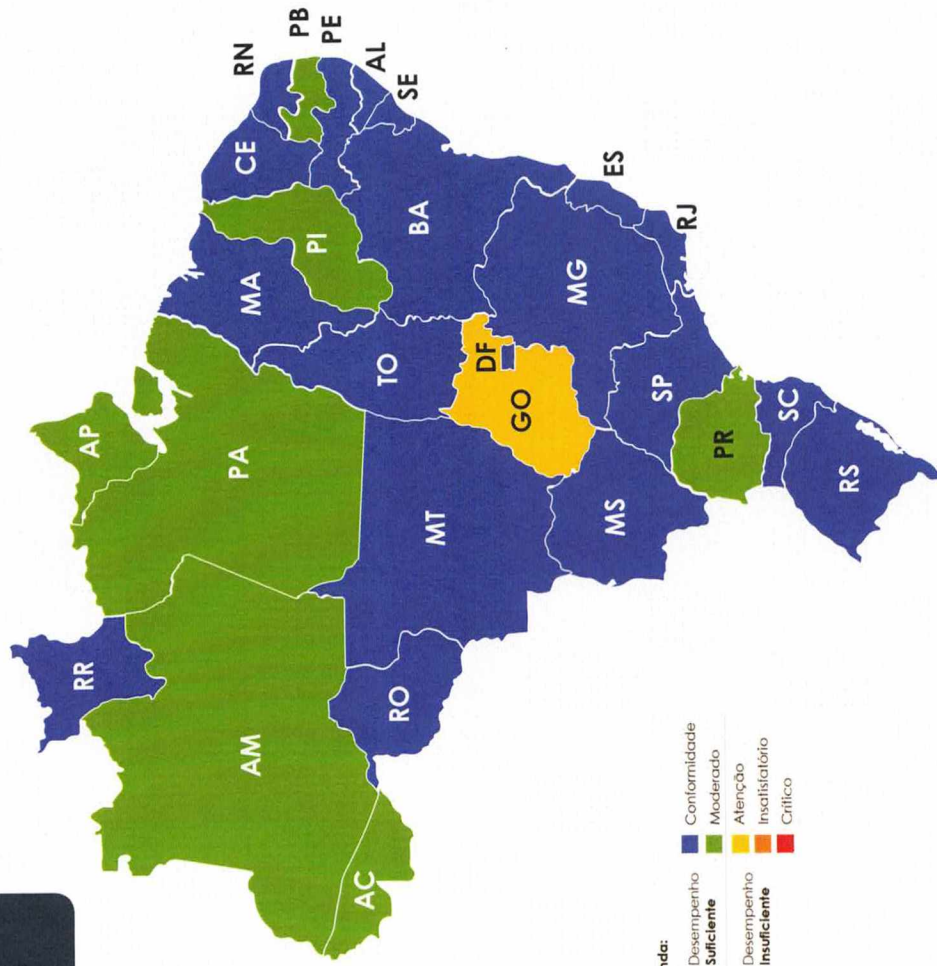 RR
AP
AM
PA
AC
RO
MT
TO
MA
PI
CE
RN
PB
PE
AL
SE
BA
DF
GO
MG
ES
RJ
MS
SP
PR
SC
RS
nda:
Desempenho
Suficiente
Conformidade
Moderado
Desempenho
Insuficiente
Atenção
Insatisfatório
Crítico